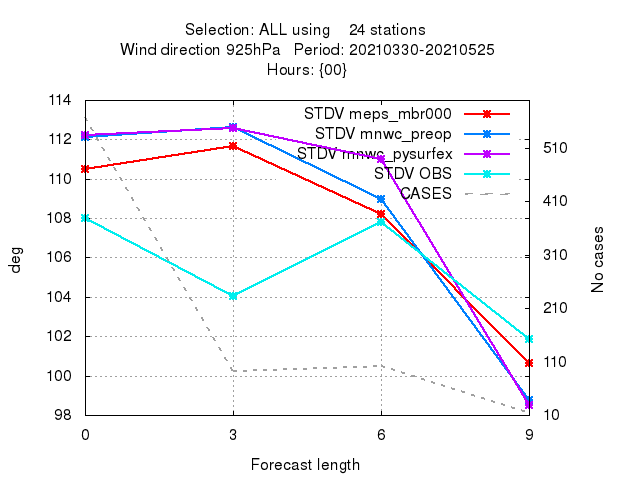 Selection: ALL using 24 stations
Wind direction 925hPa Period: 20210330-20210525
Hours: {00}
STDV meps_mbr000
STDV mnwc_preop
STDV mnwc_pysurfex
STDV OBS
CASES
114
112
110
108
106
104
102
100
98
deg
510
410
310
210
110
10
No cases
0 3 6 9
Forecast length